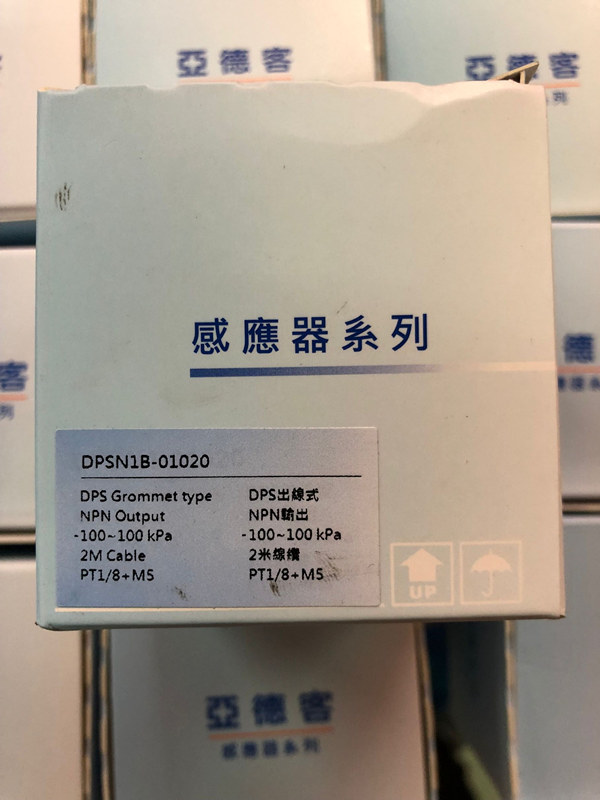 亞德客
亞德客
感應器系列
DPSN1B-01020
DPS Grommet type
DPS出線式
NPN Output
NPN輸出
-100~100 kPa
-100~100 kPa
2M Cable
2米線纜
PT1/8+M5
PT1/8+M5
UP
客
德
亞德客
感應器系列